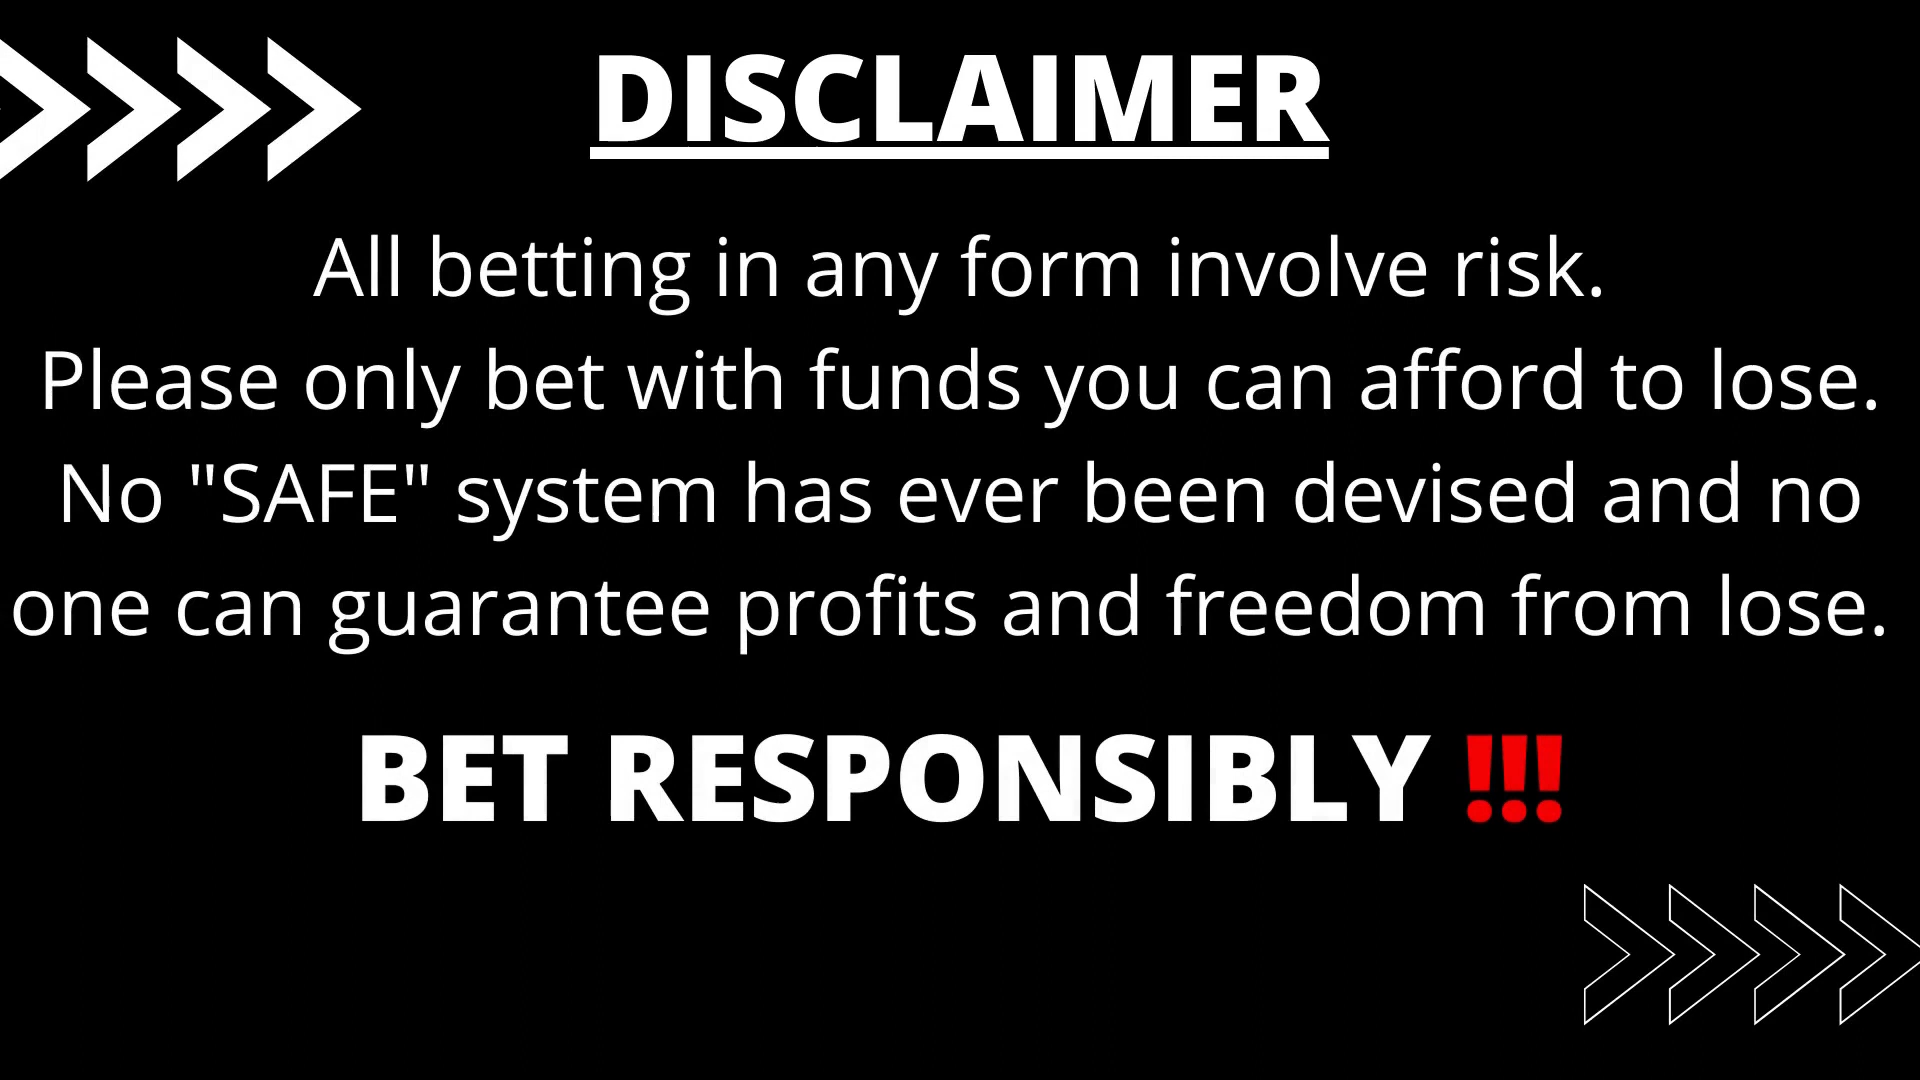 DISCLAIMER
All betting in any form involve risk.
Please only bet with funds you can afford to lose.
No "SAFE" system has ever been devised and no
one can guarantee profits and freedom from lose.
BET RESPONSIBLY !!!